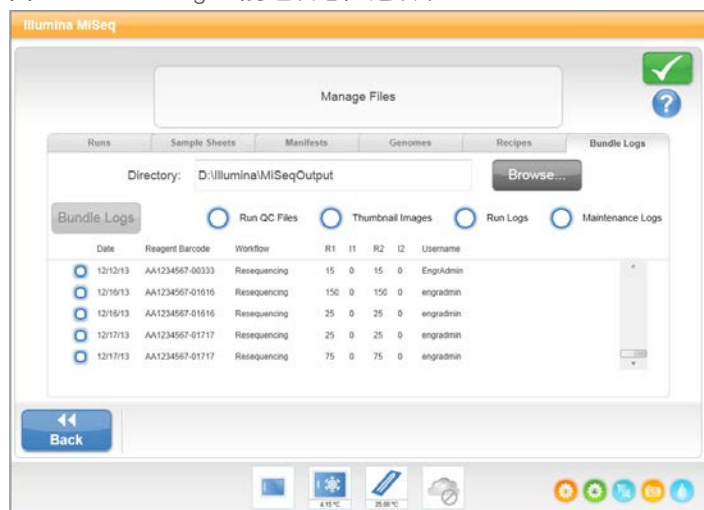 Illumina MiSeq
Manage Files
Runs Sample Sheets Manifests Genomes Recipes Bundle Logs
Directory: D:\Illumina\MiSeqOutput Browse...
Bundle Logs Run QC Files Thumbnail Images Run Logs Maintenance Logs
Date Reagent Barcode Workflow R1 I1 R2 I2 Username
12/12/13 AA1234567-00333 Resequencing 15 0 15 0 EngrAdmin
12/16/13 AA1234567-01616 Resequencing 150 0 150 0 engradmin
12/16/13 AA1234567-01616 Resequencing 25 0 25 0 engradmin
12/17/13 AA1234567-01717 Resequencing 25 0 25 0 engradmin
12/17/13 AA1234567-01717 Resequencing 75 0 75 0 engradmin
Back
4.15 °C 25.00 °C